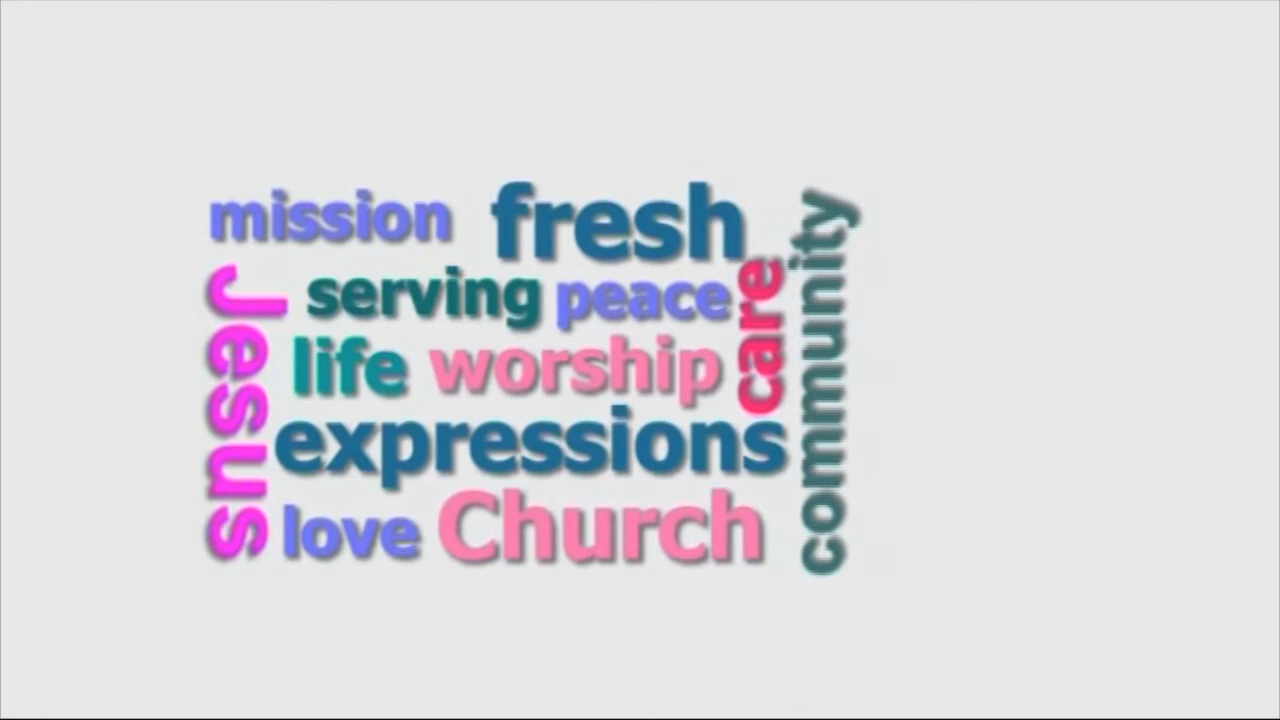 mission fresh
serving peace
life worship
expressions
love Church
Jesus
care
community